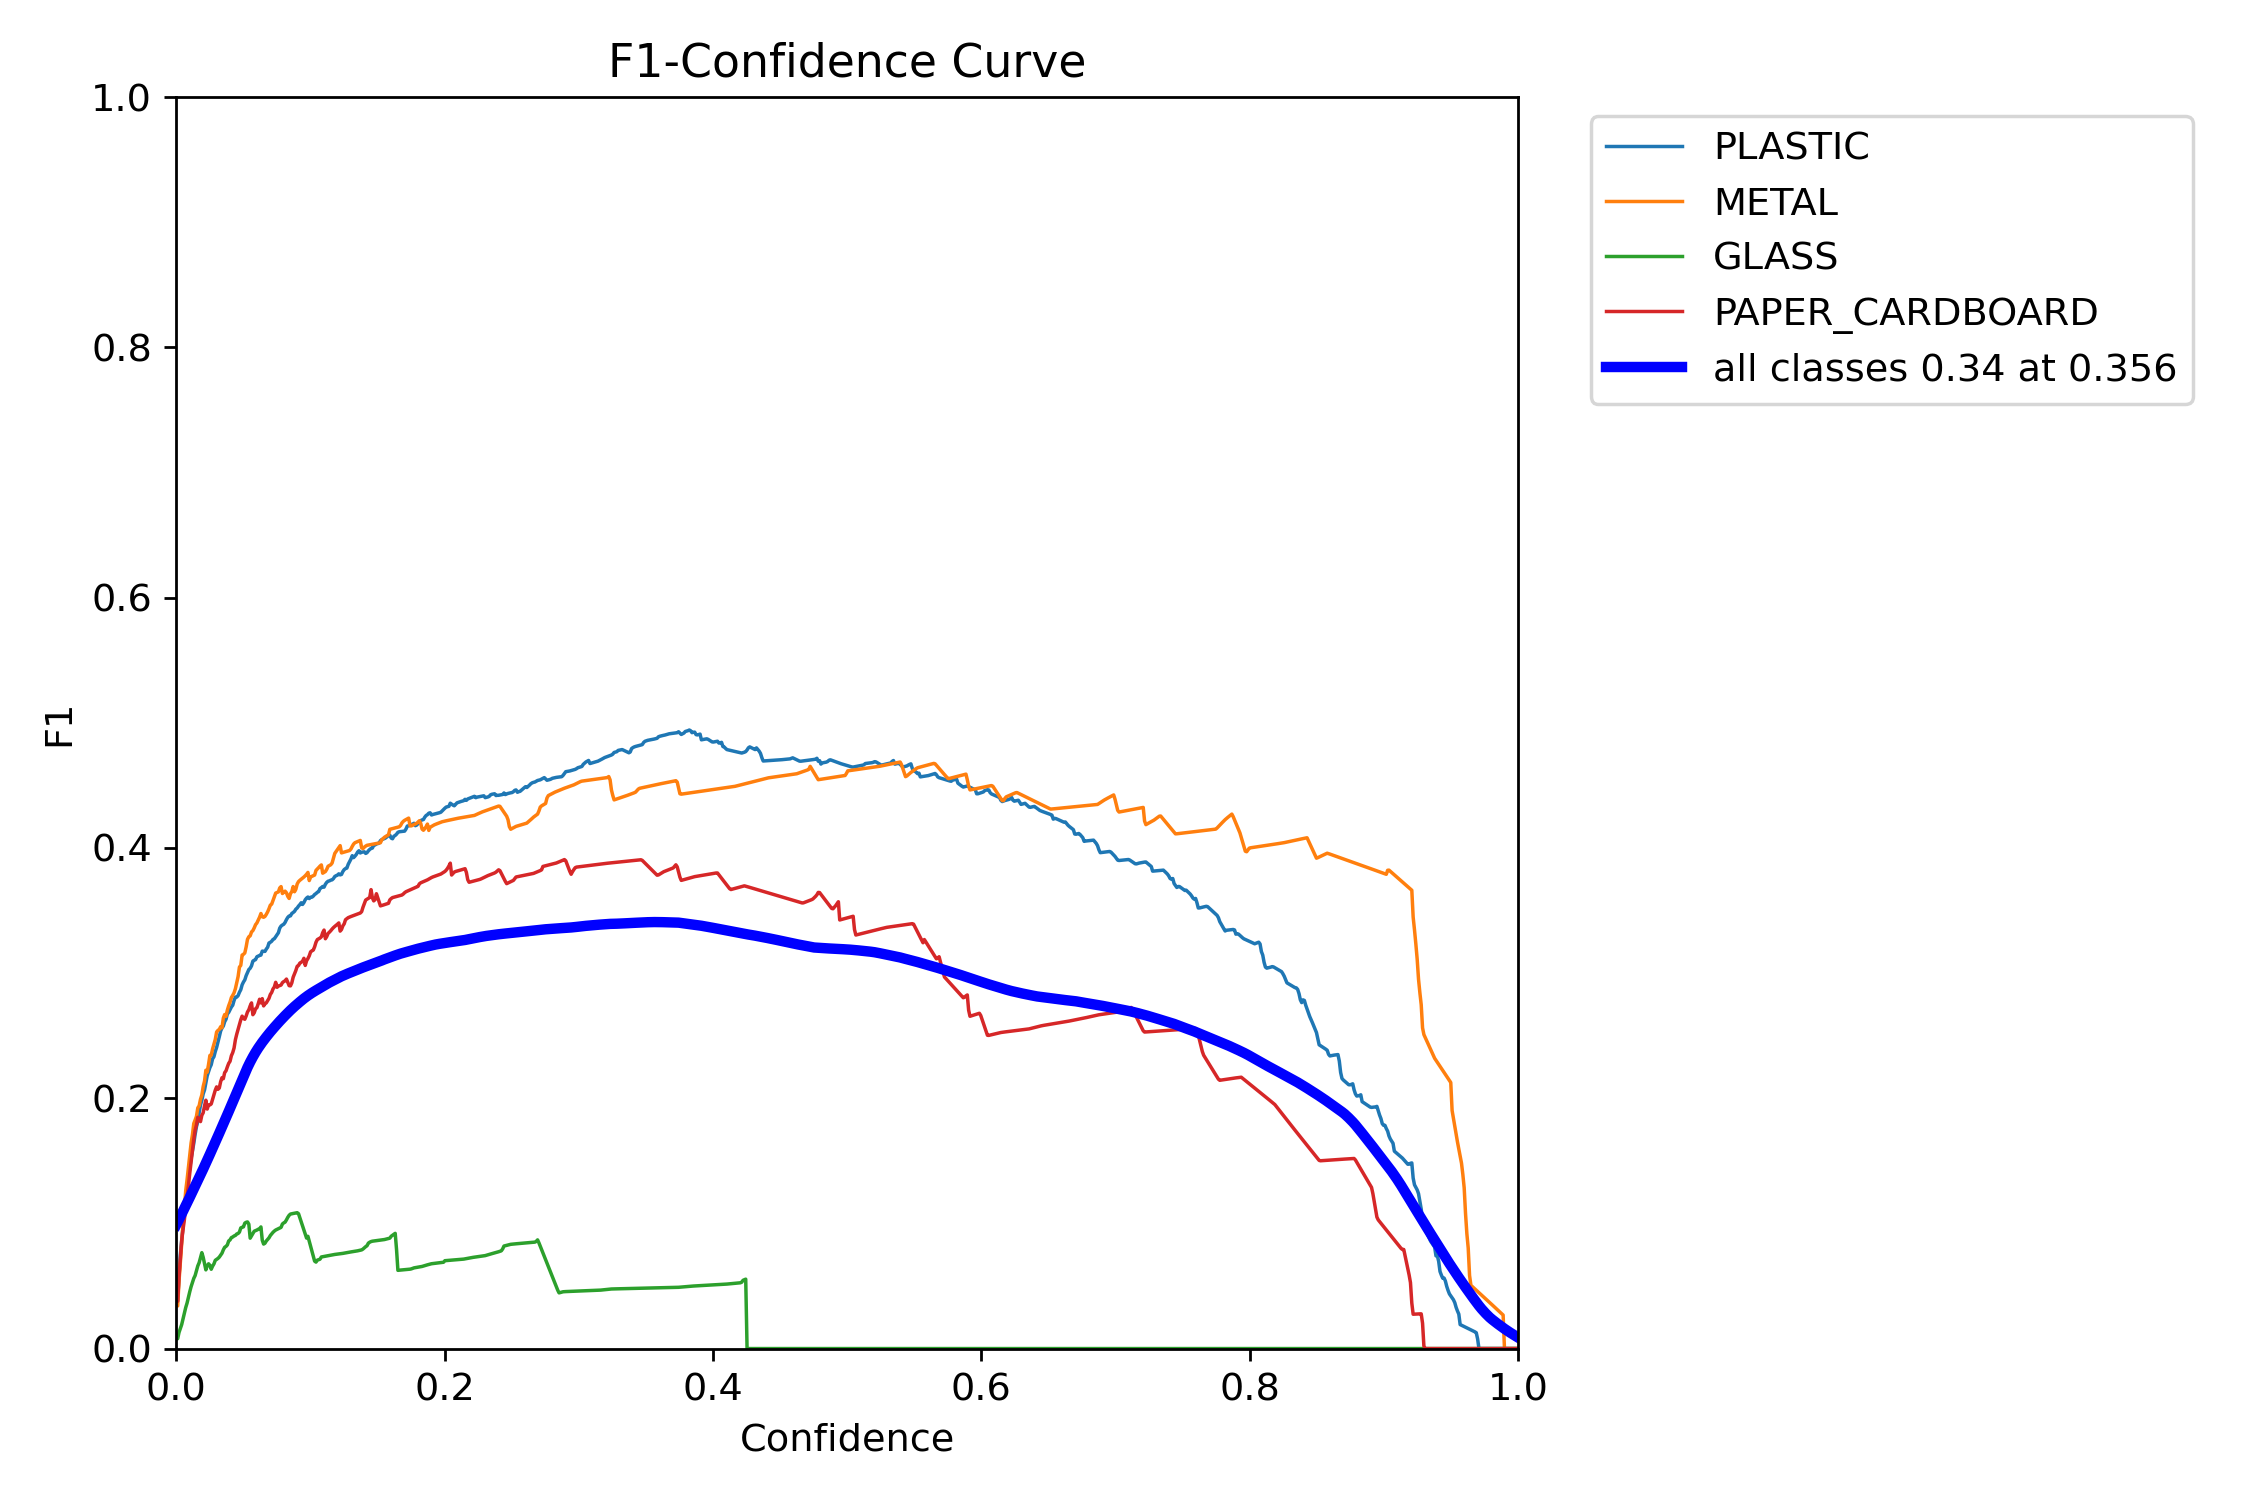 F1-Confidence Curve
1.0
0.8
0.6
0.4
0.2
0.0
F1
0.0 0.2 0.4 0.6 0.8 1.0
Confidence
PLASTIC
METAL
GLASS
PAPER_CARDBOARD
all classes 0.34 at 0.356